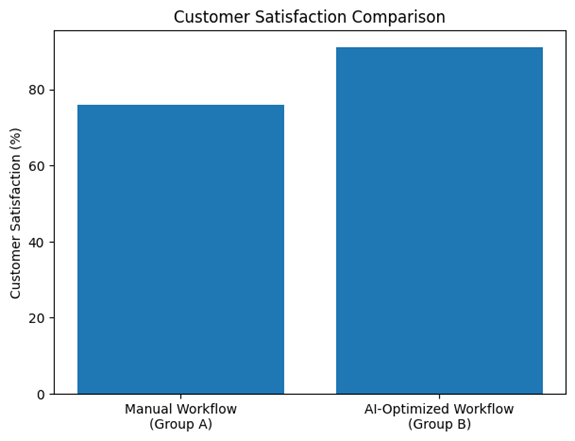 Customer Satisfaction Comparison
Customer Satisfaction (%)
80
60
40
20
0
Manual Workflow
(Group A)
AI-Optimized Workflow
(Group B)